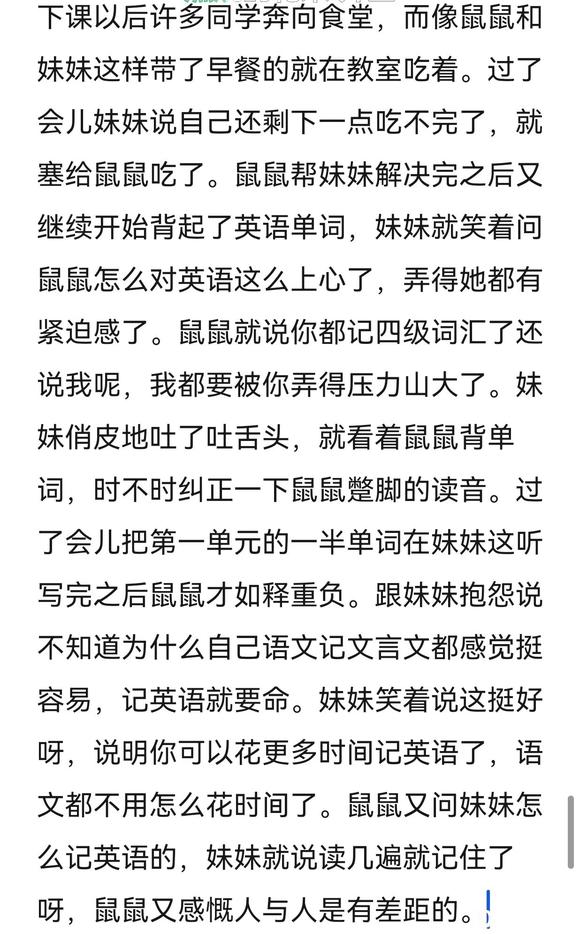 下课以后许多同学奔向食堂，而像鼠鼠和
妹妹这样带了早餐的就在教室吃着。过了
会儿妹妹说自己还剩下一点吃不完了，就
塞给鼠鼠吃了。鼠鼠帮妹妹解决完之后又
继续开始背起了英语单词，妹妹就笑着问
鼠鼠怎么对英语这么上心了，弄得她都有
紧迫感了。鼠鼠就说你都记四级词汇了还
说我呢，我都要被你弄得压力山大了。妹
妹俏皮地吐了吐舌头，就看着鼠鼠背单
词，时不时纠正一下鼠鼠蹩脚的读音。过
了会儿把第一单元的一半单词在妹妹这听
写完之后鼠鼠才如释重负。跟妹妹抱怨说
不知道为什么自己语文记文言文都感觉挺
容易，记英语就要命。妹妹笑着说这挺好
呀，说明你可以花更多时间记英语了，语
文都不用怎么花时间了。鼠鼠又问妹妹怎
么记英语的，妹妹就说读几遍就记住了
呀，鼠鼠又感慨人与人是有差距的。